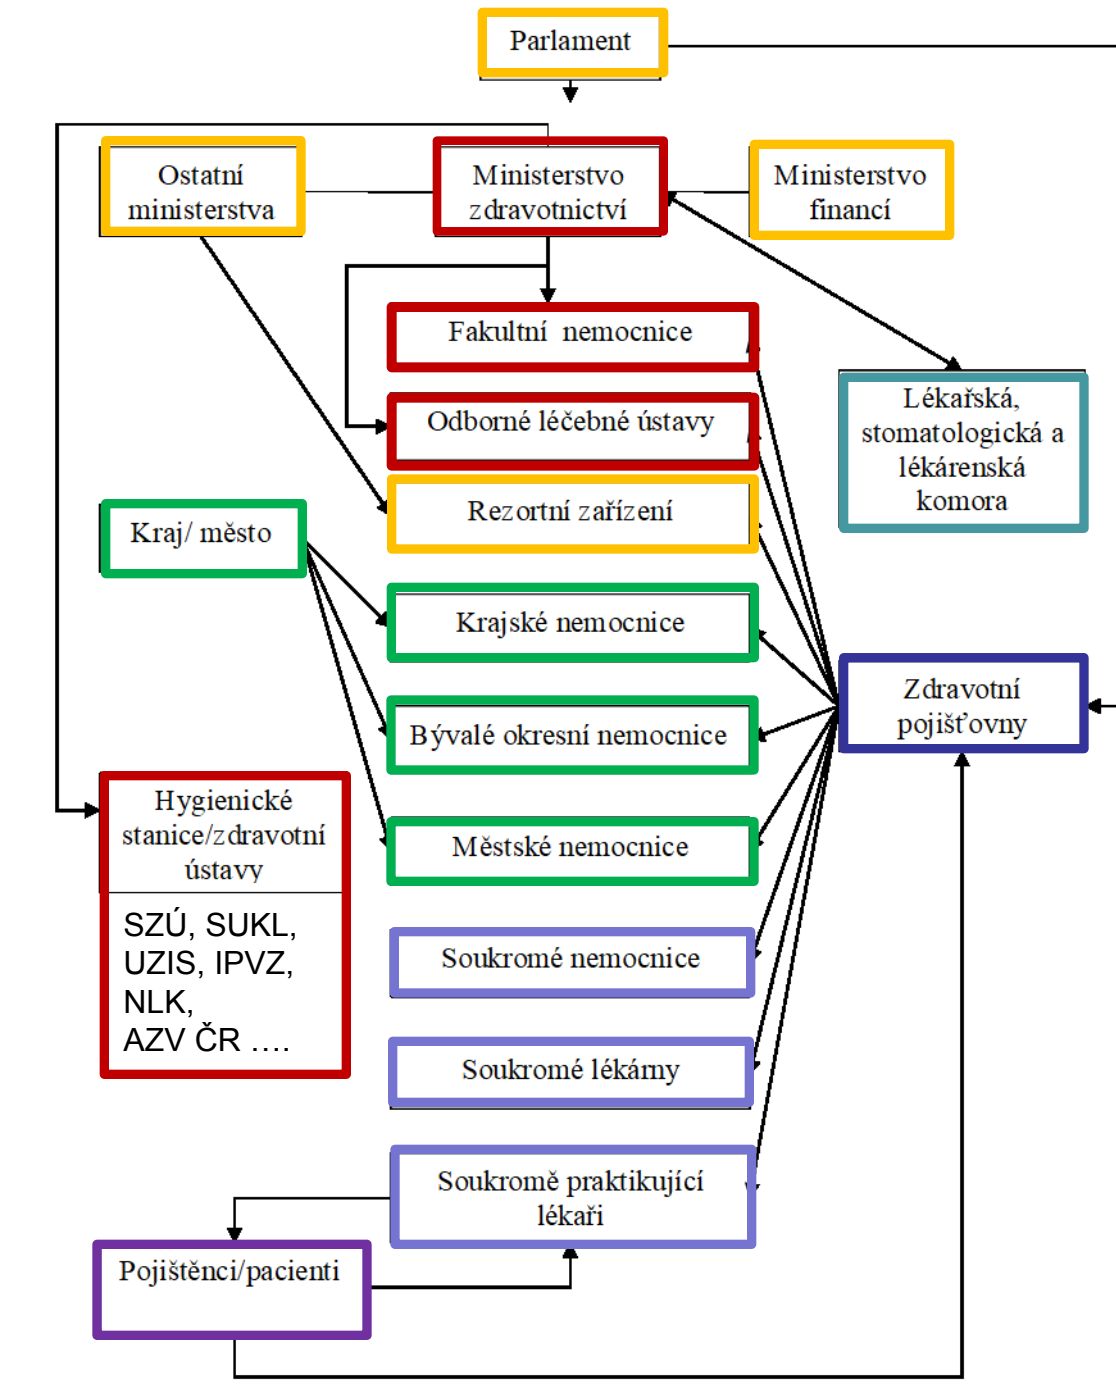 Parlament
Ostatní
ministerstva
Ministerstvo
zdravotnictví
Ministerstvo
financí
Fakultní nemocnice
Lékařská,
stomatologická a
lékárenská
komora
Odborné léčebné ústavy
Rezortní zařízení
Kraj/ město
Krajské nemocnice
Zdravotní
pojišťovny
Bývalé okresní nemocnice
Hygienické
stanice/zdravotní
ústavy
SZÚ, SUKL,
UZIS, IPVZ,
NLK,
AZV ČR ....
Městské nemocnice
Soukromé nemocnice
Soukromé lékárny
Soukromě praktikující
lékaři
Pojištěnci/pacienti